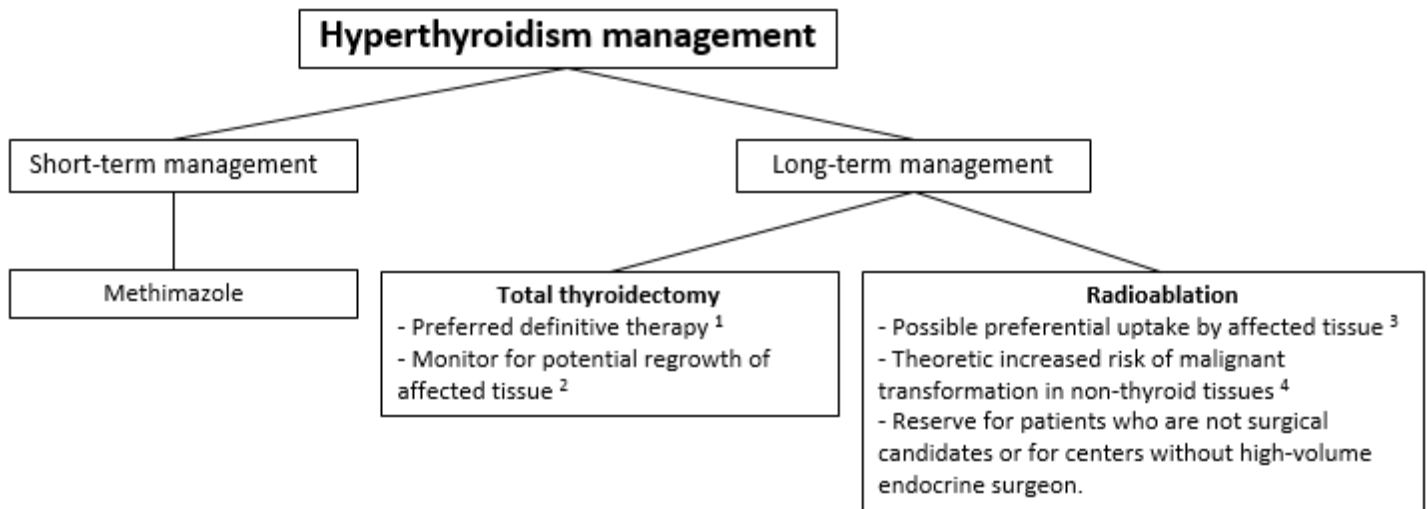 Hyperthyroidism management
Short-term management
Long-term management
Methimazole
Total thyroidectomy
- Preferred definitive therapy 1
- Monitor for potential regrowth of
affected tissue 2
Radioablation
- Possible preferential uptake by affected tissue 3
- Theoretic increased risk of malignant
transformation in non-thyroid tissues 4
- Reserve for patients who are not surgical
candidates or for centers without high-volume
endocrine surgeon.